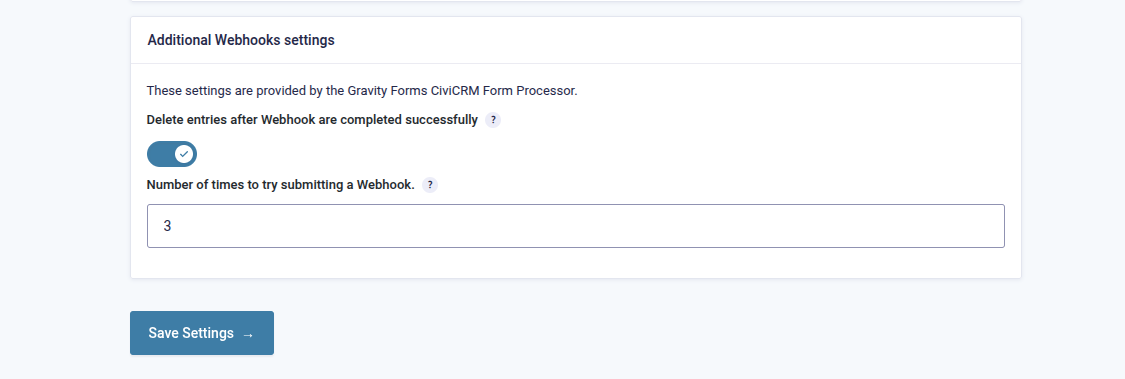 Additional Webhooks settings
These settings are provided by the Gravity Forms CiviCRM Form Processor.
Delete entries after Webhook are completed successfully ?
Number of times to try submitting a Webhook. ?
3
Save Settings →